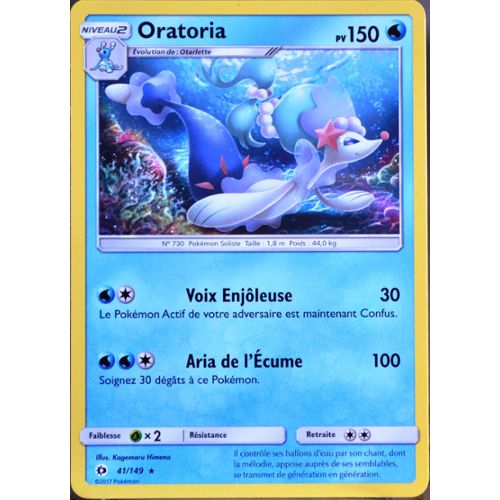 NIVEAU 2
Oratoria
PV 150
Évolution de : Otarlette
N° 730 Pokémon Soliste Taille : 1,8 m Poids : 44,0 kg
Voix Enjôleuse 30
Le Pokémon Actif de votre adversaire est maintenant Confus.
Aria de l'Écume 100
Soignez 30 dégâts à ce Pokémon.
Faiblesse ×2 Résistance Retraite
Illus. Kagemaru Himeno
41/149 ★
©2017 Pokémon
Il contrôle ses ballons d'eau par son chant, dont
la mélodie, apprise auprès de ses semblables,
se transmet de génération en génération.